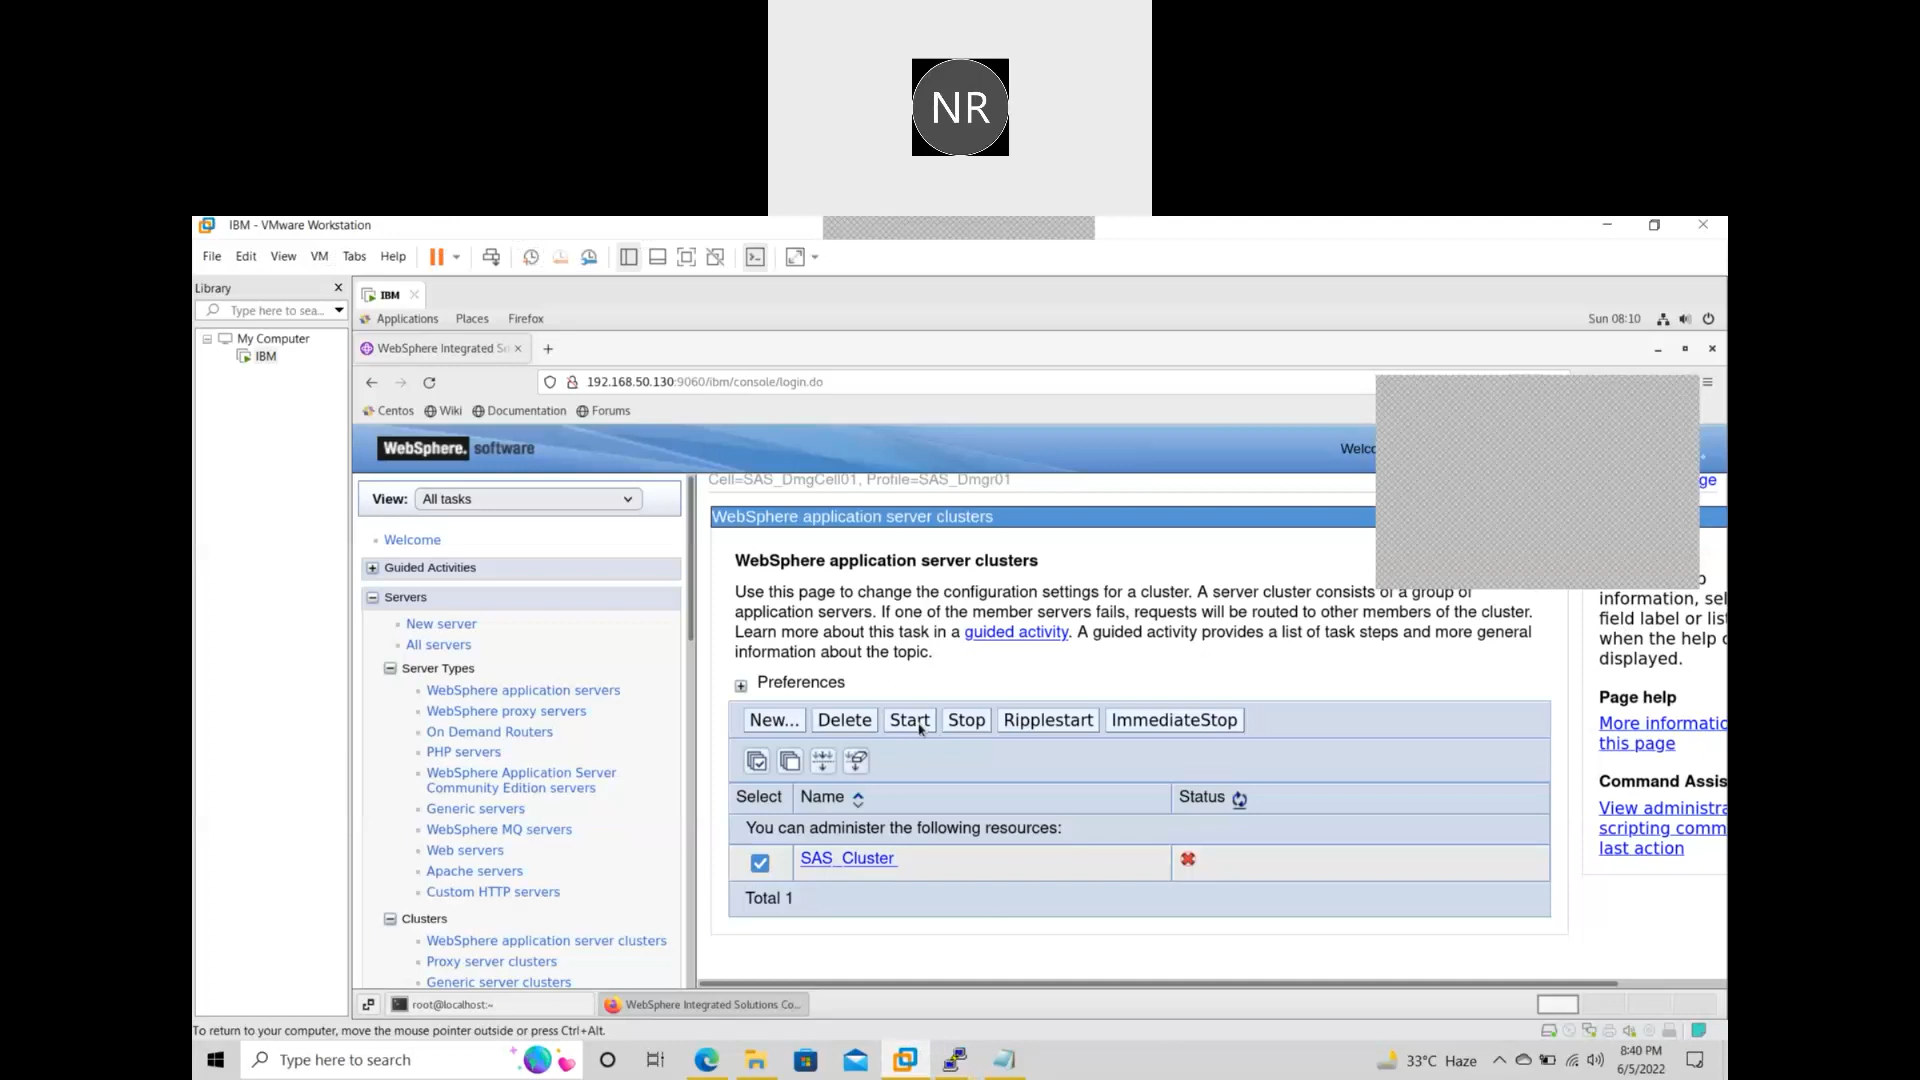 NR
IBM - VMware Workstation
File Edit View VM Tabs Help
Library
Type here to sea...
My Computer
IBM
IBM
Applications Places Firefox
Sun 08:10
WebSphere Integrated So
192.168.50.130:9060/ibm/console/login.do
Centos Wiki Documentation Forums
WebSphere. software
Welco
View: All tasks
Welcome
Guided Activities
Servers
New server
All servers
Server Types
WebSphere application servers
WebSphere proxy servers
On Demand Routers
PHP servers
WebSphere Application Server
Community Edition servers
Generic servers
WebSphere MQ servers
Web servers
Apache servers
Custom HTTP servers
Clusters
WebSphere application server clusters
Proxy server clusters
Generic server clusters
Cell=SAS_DmgCell01, Profile=SAS_Dmgr01
WebSphere application server clusters
WebSphere application server clusters
Use this page to change the configuration settings for a cluster. A server cluster consists of a group of
application servers. If one of the member servers fails, requests will be routed to other members of the cluster.
Learn more about this task in a guided activity. A guided activity provides a list of task steps and more general
information about the topic.
Preferences
New... Delete Start Stop Ripplestart ImmediateStop
Select Name Status
You can administer the following resources:
SAS_Cluster
Total 1
ge
information, sel
field label or lis
when the help c
displayed.
Page help
More informatic
this page
Command Assis
View administra
scripting comm
last action
root@localhost:~
WebSphere Integrated Solutions Co...
To return to your computer, move the mouse pointer outside or press Ctrl+Alt.
Type here to search
33°C Haze
8:40 PM
6/5/2022